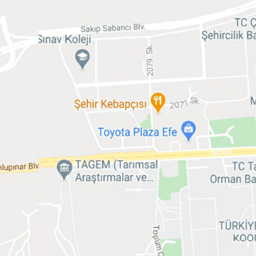 Sakıp Sabancı Blv.
TC Ç
Şehircilik Ba
Sınav Koleji
2079. Sk.
Şehir Kebapçısı
2071. Sk
Toyota Plaza Efe
ılupınar Blv
TAGEM (Tarımsal
Araştırmalar ve...
TC Ta
Orman Ba
TÜRKİYE
KOO